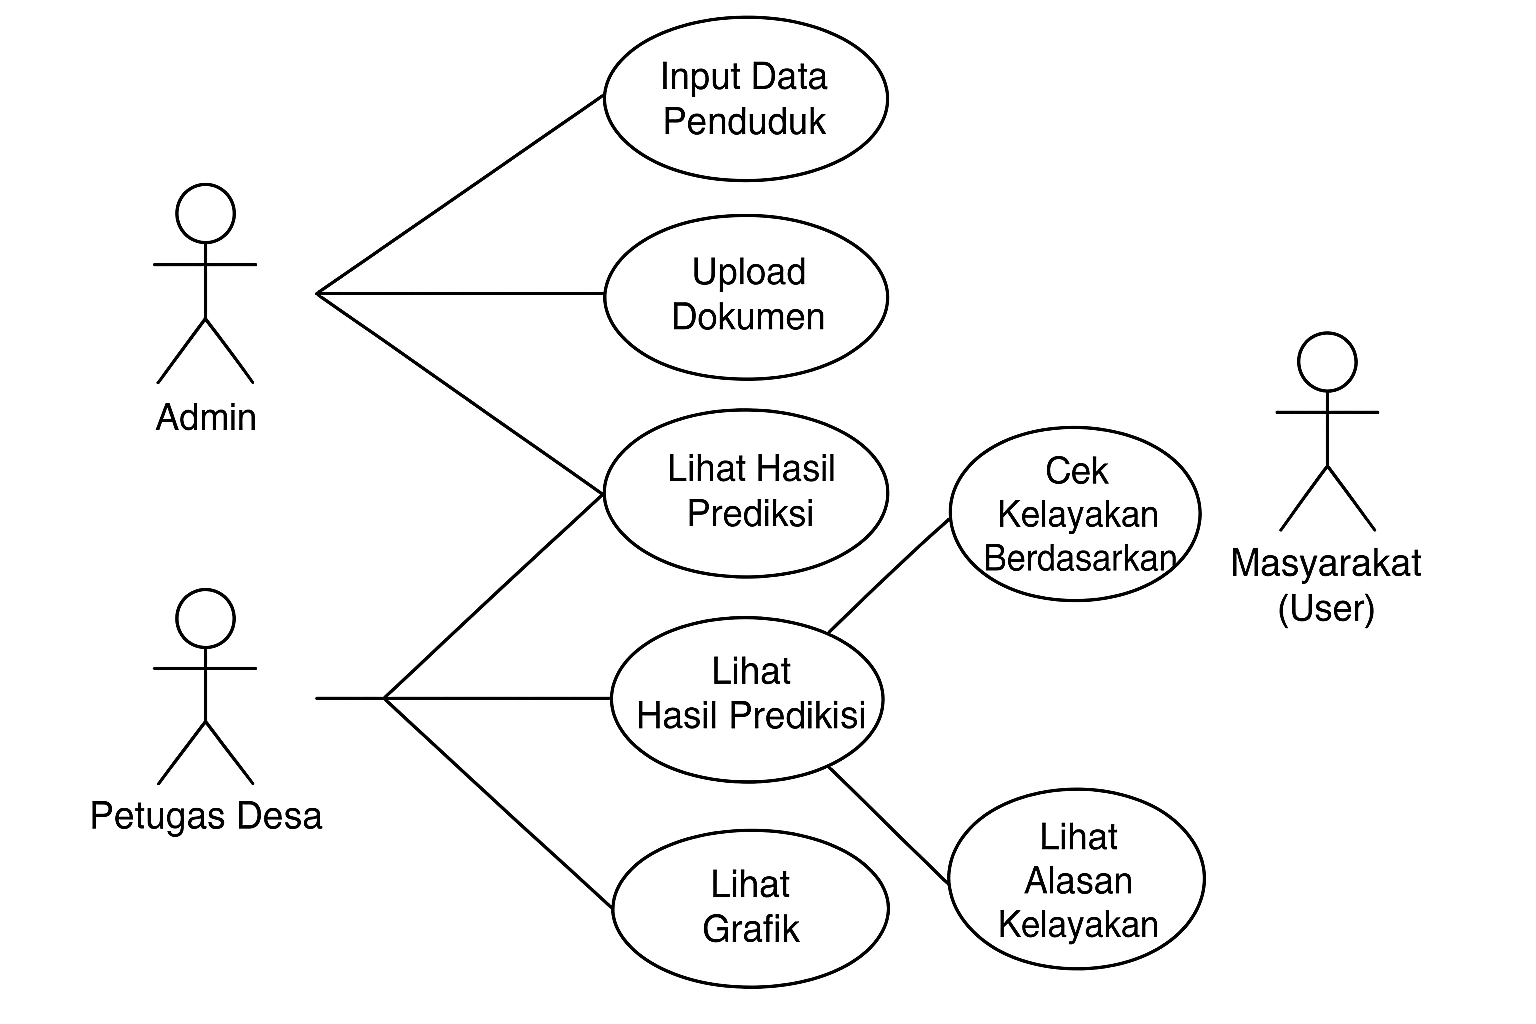 Input Data
Penduduk
Upload
Dokumen
Admin
Lihat Hasil
Prediksi
Cek
Kelayakan
Berdasarkan
Masyarakat
(User)
Lihat
Hasil Predikisi
Petugas Desa
Lihat
Alasan
Kelayakan
Lihat
Grafik